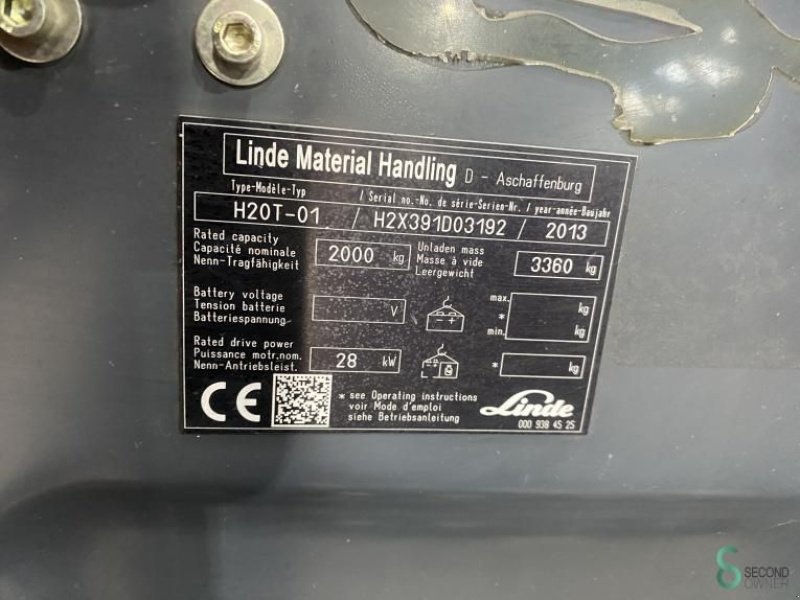 Linde Material Handling D - Aschaffenburg
Type-Modèle-Typ / Serial no.-No. de série-Serien-Nr. / year-année-Baujahr
H20T-01 / H2X391D03192 / 2013
Rated capacity
Capacité nominale
Nenn-Tragfähigkeit
2000 kg
Unladen mass
Masse à vide
Leergewicht
3360 kg
Battery voltage
Tension batterie
Batteriespannung
V
- +
max. kg
*
min. kg
Rated drive power
Puissance motr.nom.
Nenn-Antriebsleist.
28 kW
* kg
CE
* see Operating instructions
voir Mode d'emploi
siehe Betriebsanleitung
Linde
000 938 45 25
SECOND
OWNER